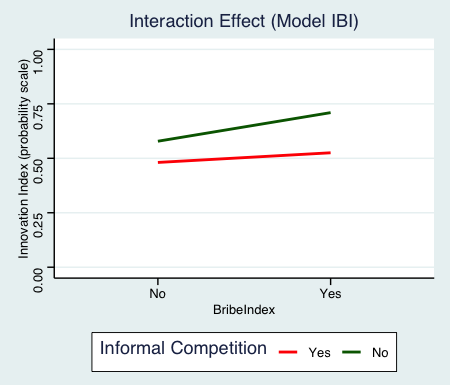 Interaction Effect (Model IBI)
Innovation Index (probability scale)
1.00
0.75
0.50
0.25
0.00
No
Yes
BribeIndex
Informal Competition Yes No